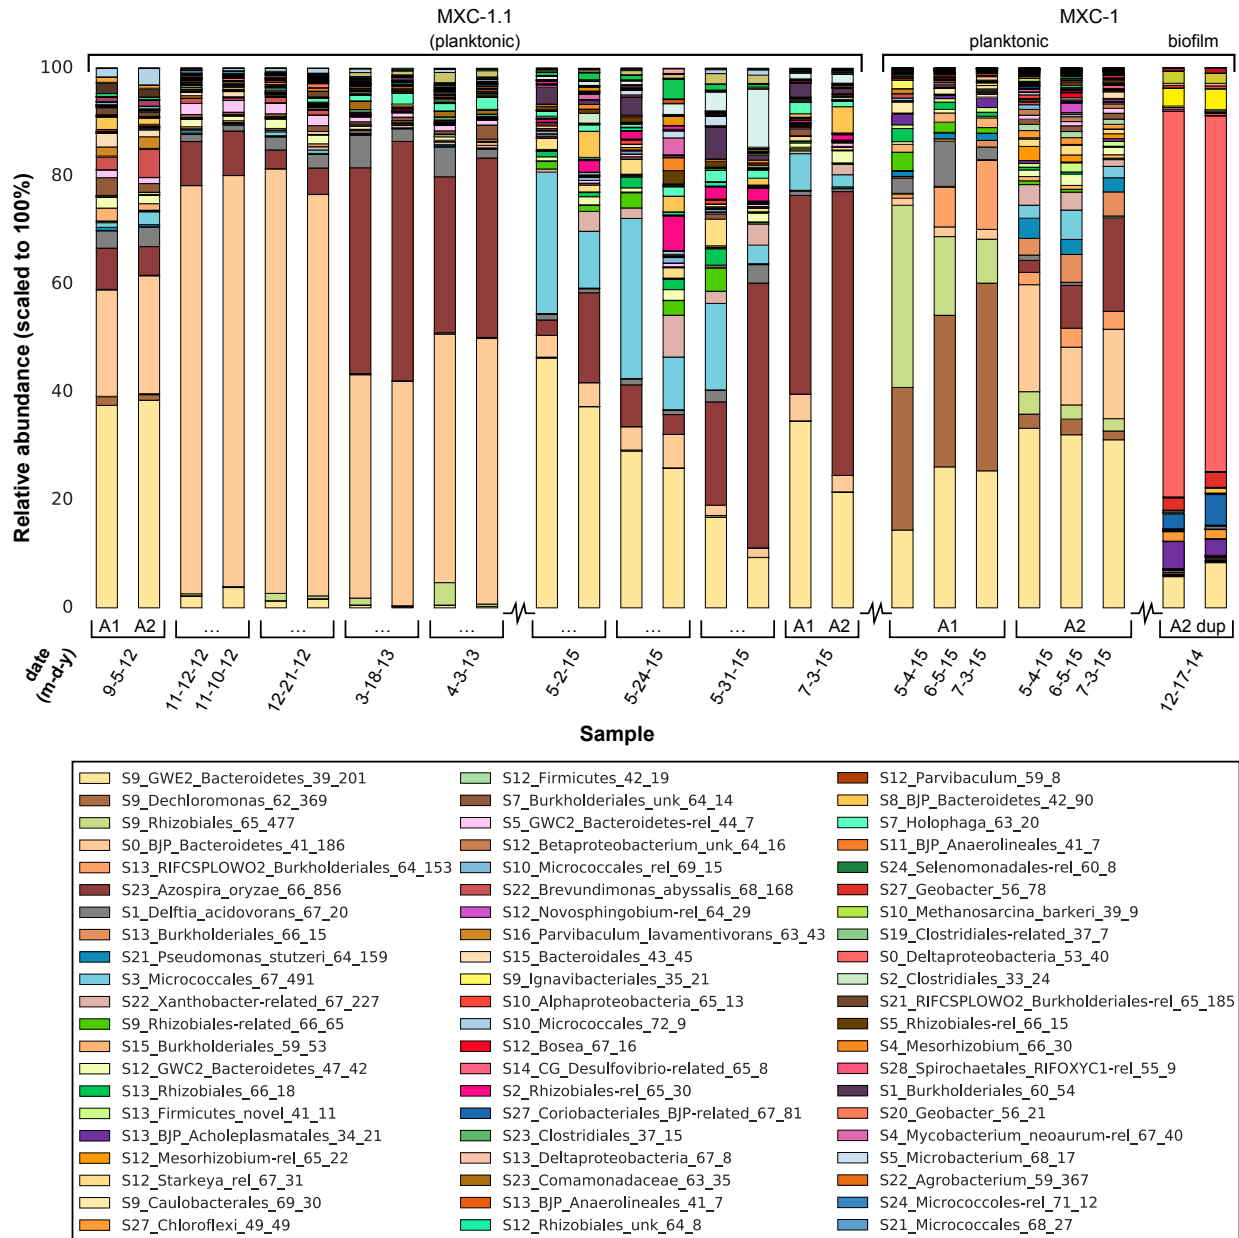 MXC-1.1
(planktonic)
MXC-1
planktonic
biofilm
Relative abundance (scaled to 100%)
100
80
60
40
20
0
A1 A2 ... ... ... ... ... ... ... A1 A2 A1 A2 A2 dup
date
(m-d-y)
9-5-12
11-12-12
11-10-12
12-21-12
3-18-13
4-3-13
5-2-15
5-24-15
5-31-15
7-3-15
5-4-15
6-5-15
7-3-15
5-4-15
6-5-15
7-3-15
12-17-14
Sample
S9_GWE2_Bacteroidetes_39_201
S9_Dechloromonas_62_369
S9_Rhizobiales_65_477
S0_BJP_Bacteroidetes_41_186
S13_RIFCSPLOWO2_Burkholderiales_64_153
S23_Azospira_oryzae_66_856
S1_Delftia_acidovorans_67_20
S13_Burkholderiales_66_15
S21_Pseudomonas_stutzeri_64_159
S3_Micrococcales_67_491
S22_Xanthobacter-related_67_227
S9_Rhizobiales-related_66_65
S15_Burkholderiales_59_53
S12_GWC2_Bacteroidetes_47_42
S13_Rhizobiales_66_18
S13_Firmicutes_novel_41_11
S13_BJP_Acholeplasmatales_34_21
S12_Mesorhizobium-rel_65_22
S12_Starkeya_rel_67_31
S9_Caulobacterales_69_30
S27_Chloroflexi_49_49
S12_Firmicutes_42_19
S7_Burkholderiales_unk_64_14
S5_GWC2_Bacteroidetes-rel_44_7
S12_Betaproteobacterium_unk_64_16
S10_Micrococcales_rel_69_15
S22_Brevundimonas_abyssalis_68_168
S12_Novosphingobium-rel_64_29
S16_Parvibaculum_lavamentivorans_63_43
S15_Bacteroidales_43_45
S9_Ignavibacteriales_35_21
S10_Alphaproteobacteria_65_13
S10_Micrococcales_72_9
S12_Bosea_67_16
S14_CG_Desulfovibrio-related_65_8
S2_Rhizobiales-rel_65_30
S27_Coriobacteriales_BJP-related_67_81
S23_Clostridiales_37_15
S13_Deltaproteobacteria_67_8
S23_Comamonadaceae_63_35
S13_BJP_Anaerolineales_41_7
S12_Rhizobiales_unk_64_8
S12_Parvibaculum_59_8
S8_BJP_Bacteroidetes_42_90
S7_Holophaga_63_20
S11_BJP_Anaerolineales_41_7
S24_Selenomonadales-rel_60_8
S27_Geobacter_56_78
S10_Methanosarcina_barkeri_39_9
S19_Clostridiales-related_37_7
S0_Deltaproteobacteria_53_40
S2_Clostridiales_33_24
S21_RIFCSPLOWO2_Burkholderiales-rel_65_185
S5_Rhizobiales-rel_66_15
S4_Mesorhizobium_66_30
S28_Spirochaetales_RIFOXYC1-rel_55_9
S1_Burkholderiales_60_54
S20_Geobacter_56_21
S4_Mycobacterium_neoaurum-rel_67_40
S5_Microbacterium_68_17
S22_Agrobacterium_59_367
S24_Micrococcoles-rel_71_12
S21_Micrococcales_68_27